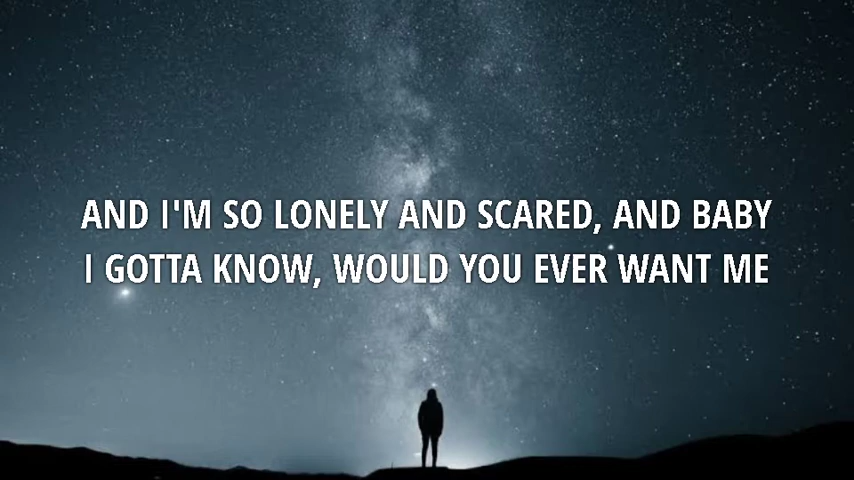 AND I'M SO LONELY AND SCARED, AND BABY
I GOTTA KNOW, WOULD YOU EVER WANT ME